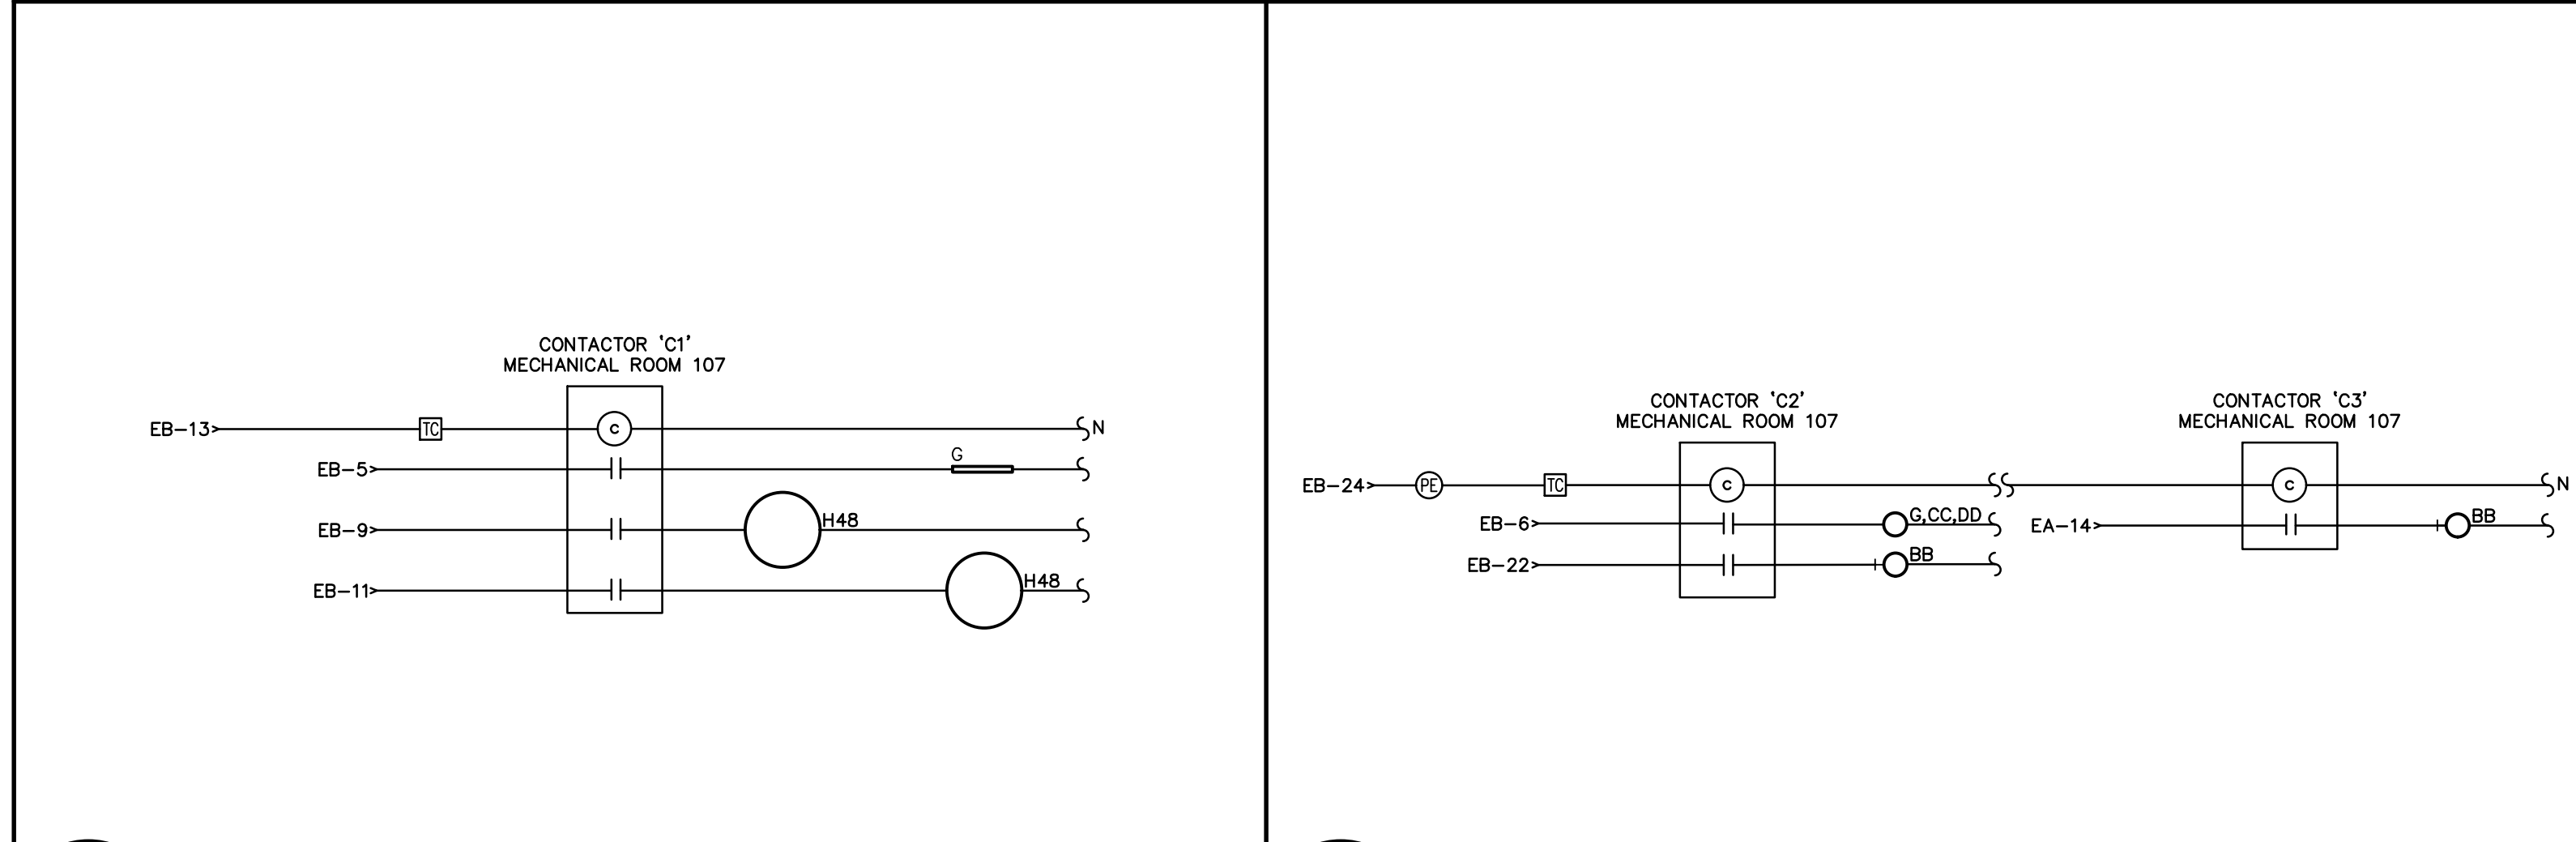 CONTACTOR ‘C1’
MECHANICAL ROOM 107
EB-13
TC
C
N
EB-5
G
EB-9
H48
EB-11
H48
CONTACTOR ‘C2’
MECHANICAL ROOM 107
CONTACTOR ‘C3’
MECHANICAL ROOM 107
EB-24
PE
TC
C
C
N
EB-6
G,CC,DD
EA-14
BB
EB-22
BB